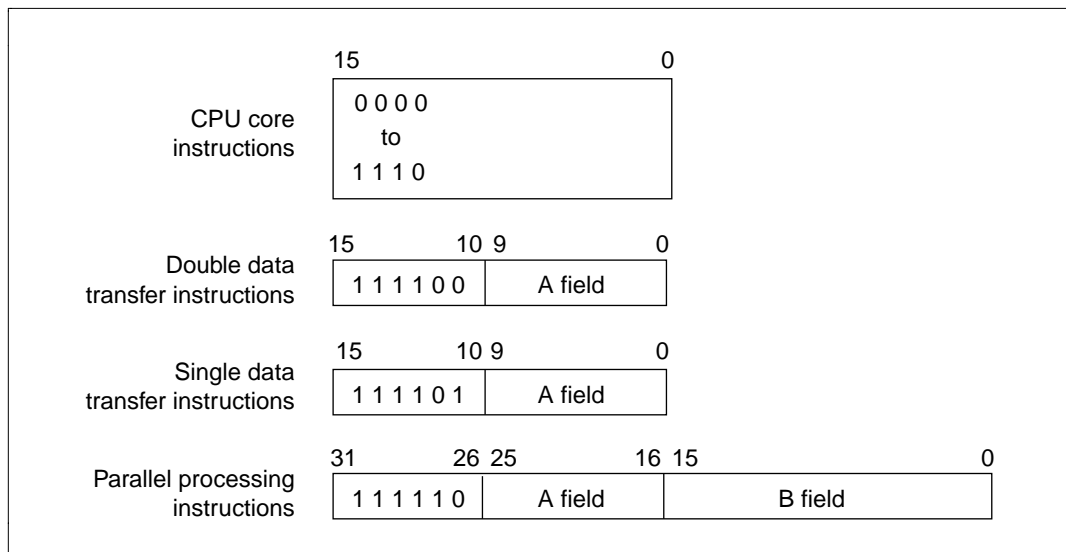 15 0
CPU core
instructions
0 0 0 0
to
1 1 1 0
15 10 9 0
Double data
transfer instructions
1 1 1 1 0 0 A field
15 10 9 0
Single data
transfer instructions
1 1 1 1 0 1 A field
31 26 25 16 15 0
Parallel processing
instructions
1 1 1 1 1 0 A field B field